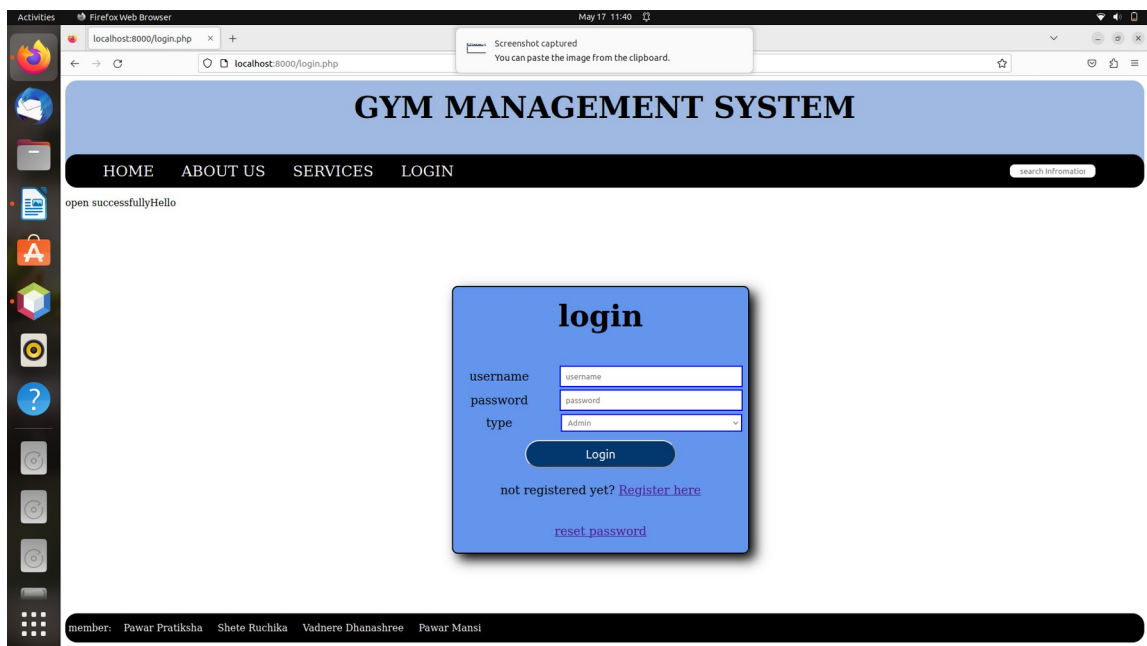 Activities Firefox Web Browser May 17 11:40
localhost:8000/login.php × +
Screenshot captured
You can paste the image from the clipboard.
localhost:8000/login.php
GYM MANAGEMENT SYSTEM
HOME ABOUT US SERVICES LOGIN search Infromation
open successfullyHello
login
username username
password password
type Admin
Login
not registered yet? Register here
reset password
member: Pawar Pratiksha Shete Ruchika Vadnere Dhanashree Pawar Mansi